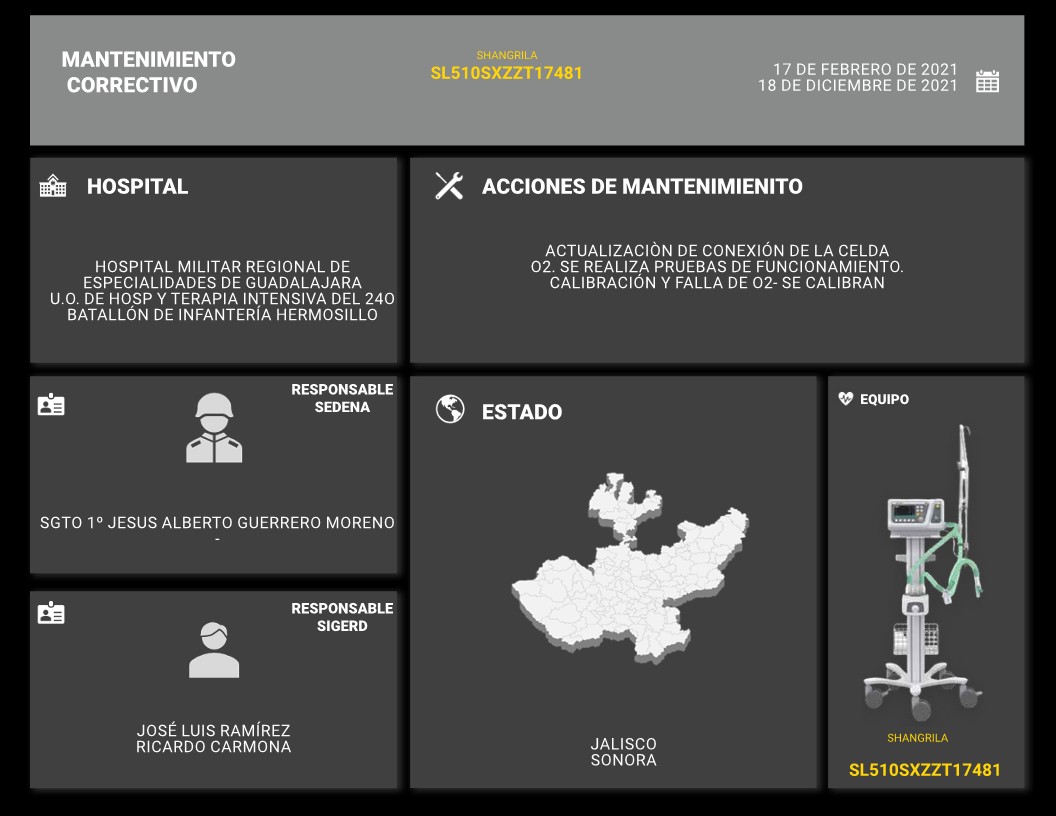 MANTENIMIENTO
CORRECTIVO
SHANGRILA
SL510SXZZT17481
17 DE FEBRERO DE 2021
18 DE DICIEMBRE DE 2021
HOSPITAL
HOSPITAL MILITAR REGIONAL DE
ESPECIALIDADES DE GUADALAJARA
U.O. DE HOSP Y TERAPIA INTENSIVA DEL 24O
BATALLÓN DE INFANTERÍA HERMOSILLO
ACCIONES DE MANTENIMIENITO
ACTUALIZACIÒN DE CONEXIÓN DE LA CELDA
O2. SE REALIZA PRUEBAS DE FUNCIONAMIENTO.
CALIBRACIÓN Y FALLA DE O2- SE CALIBRAN
RESPONSABLE
SEDENA
SGTO 1º JESUS ALBERTO GUERRERO MORENO
-
RESPONSABLE
SIGERD
JOSÉ LUIS RAMÍREZ
RICARDO CARMONA
ESTADO
JALISCO
SONORA
EQUIPO
SHANGRILA
SL510SXZZT17481